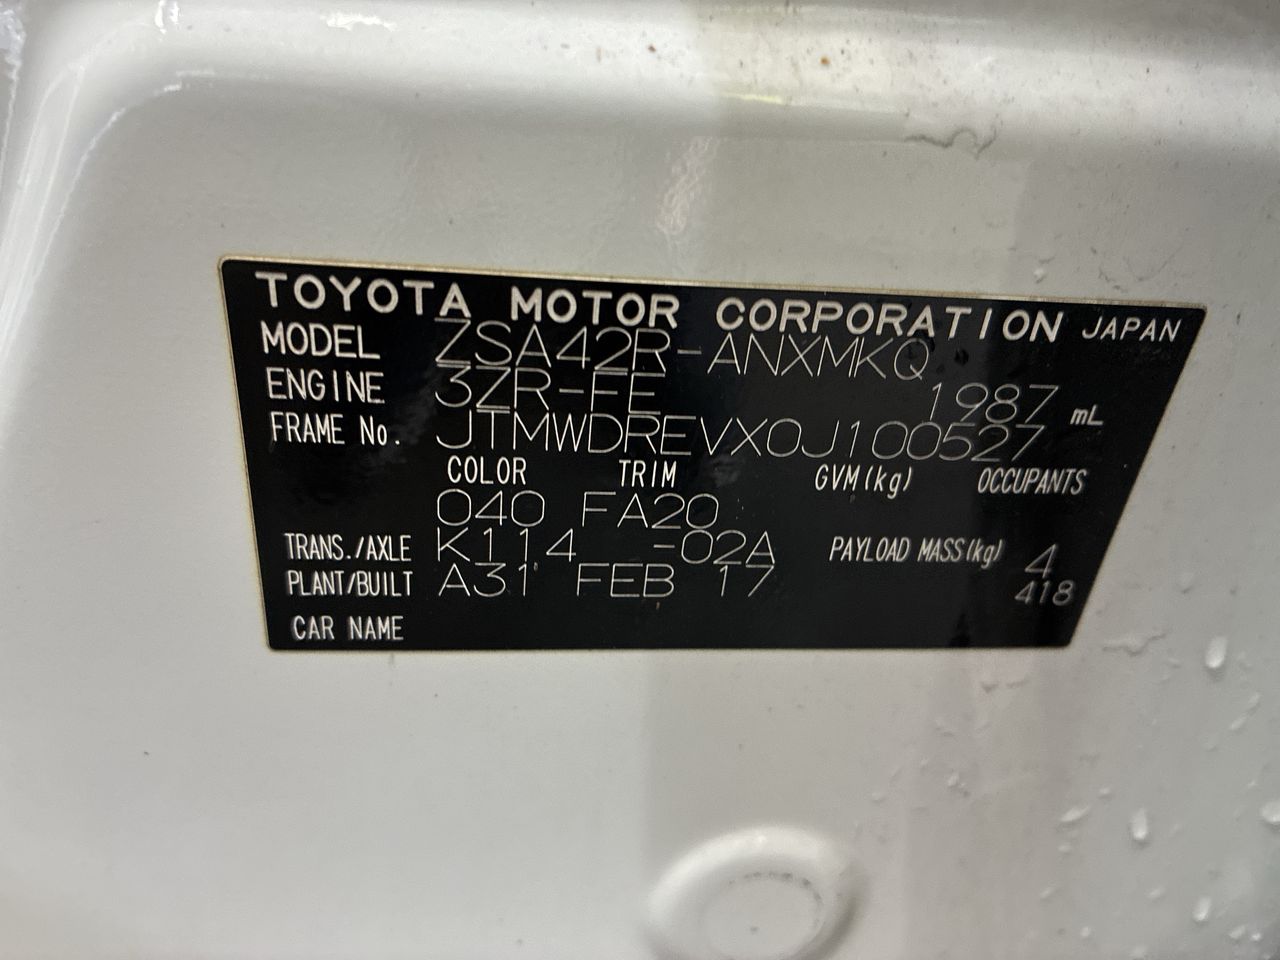 TOYOTA MOTOR CORPORATION JAPAN
MODEL ZSA42R-ANXMKQ
ENGINE 3ZR-FE 1987 mL
FRAME No. JTMWDREVX0J100527
COLOR TRIM GVM(kg) OCCUPANTS
040 FA20
TRANS./AXLE K114 -02A PAYLOAD MASS(kg) 4
PLANT/BUILT A31 FEB 17 418
CAR NAME